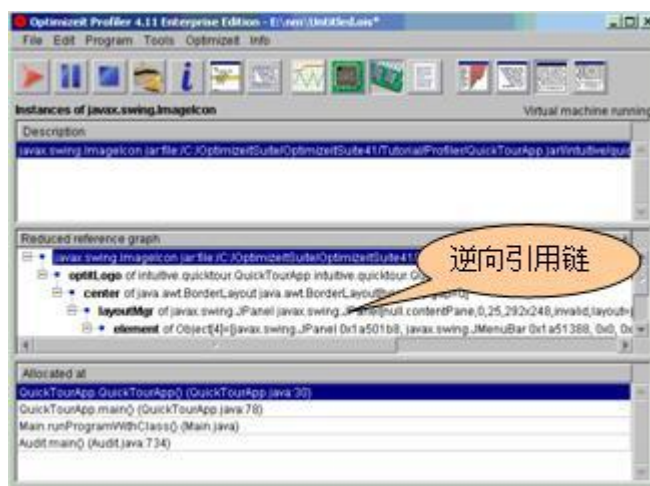 Optimizeit Profiler 4.11 Enterprise Edition - E:\nm\Untitled.ois*
File Edit Program Tools Optimizeit Info
Instances of javax.swing.ImageIcon
Virtual machine running
Description
javax.swing.ImageIcon jar:file:/C:/OptimizeitSuite/OptimizeitSuite41/Tutorial/Profiler/QuickTourApp.jar!/intuitive/quic
Reduced reference graph
javax.swing.ImageIcon jar:file:/C:/OptimizeitSuite/OptimizeitSuite41/
逆向引用链
optitLogo of intuitive.quicktour.QuickTourApp intuitive.quicktour.
center of java.awt.BorderLayout java.awt.BorderLayout
layoutMgr of javax.swing.JPanel javax.swing.JPanel[null.contentPane,0,25,292x248,invalid,layout=j
element of Object[4]=[javax.swing.JPanel 0x1a501b8, javax.swing.JMenuBar 0x1a51388, 0x0, 0x
Allocated at
QuickTourApp.QuickTourApp() (QuickTourApp.java:30)
QuickTourApp.main() (QuickTourApp.java:78)
Main.runProgramWithClass() (Main.java)
Audit.main() (Audit.java:734)